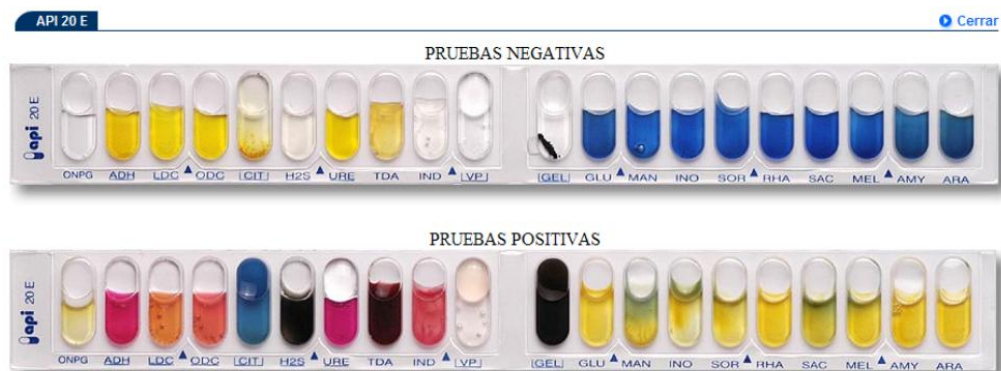 API 20 E
Cerrar
PRUEBAS NEGATIVAS
api 20 E
ONPG ADH LDC ODC CIT H2S URE TDA IND VP GEL GLU MAN INO SOR RHA SAC MEL AMY ARA
PRUEBAS POSITIVAS
api 20 E
ONPG ADH LDC ODC CIT H2S URE TDA IND VP GEL GLU MAN INO SOR RHA SAC MEL AMY ARA